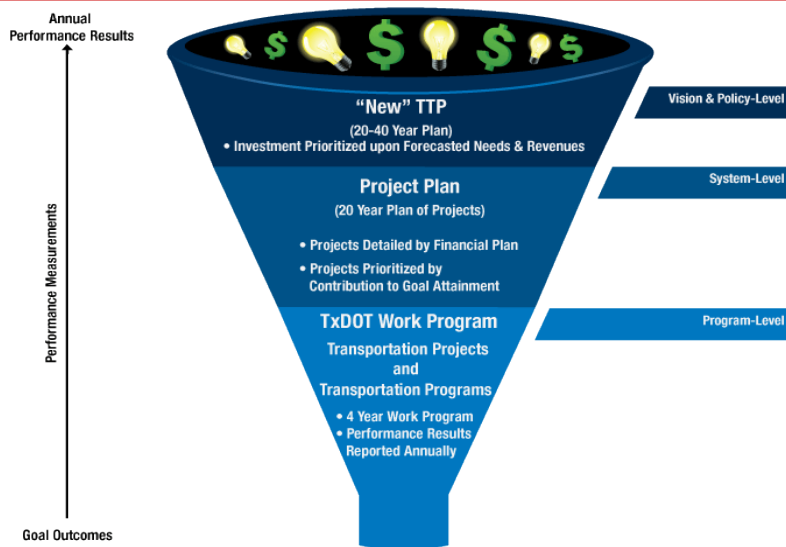 Annual
Performance Results
$ $ $ $
"New" TTP
(20-40 Year Plan)
• Investment Prioritized upon Forecasted Needs & Revenues
Vision & Policy-Level
Project Plan
(20 Year Plan of Projects)
• Projects Detailed by Financial Plan
• Projects Prioritized by
Contribution to Goal Attainment
System-Level
TxDOT Work Program
Transportation Projects
and
Transportation Programs
• 4 Year Work Program
• Performance Results
Reported Annually
Program-Level
Performance Measurements
Goal Outcomes